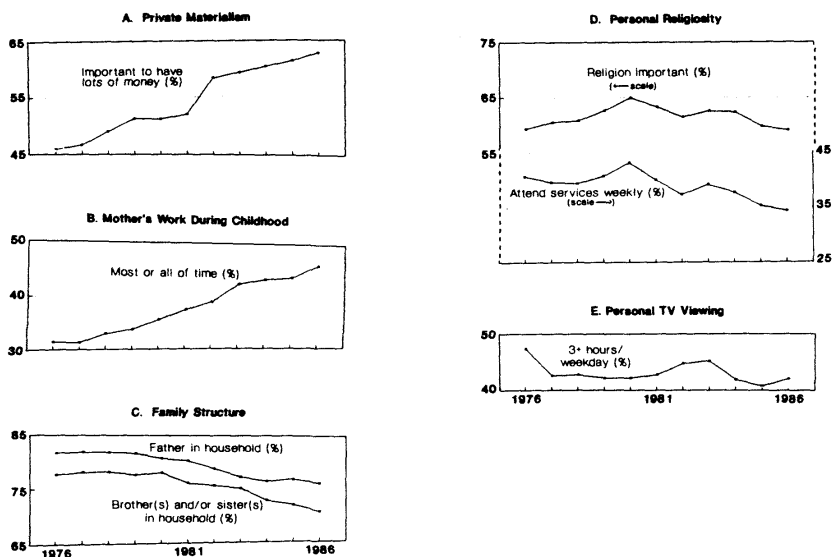 A. Private Materialism
65
Important to have
lots of money (%)
55
45
B. Mother's Work During Childhood
50
Most or all of time (%)
40
30
C. Family Structure
85
Father in household (%)
75
Brother(s) and/or sister(s)
in household (%)
65
1976 1981 1986
D. Personal Religiosity
75
Religion important (%)
(←scale)
65
55
45
Attend services weekly (%)
(scale→)
35
25
E. Personal TV Viewing
50
3+ hours/
weekday (%)
40
1976 1981 1986